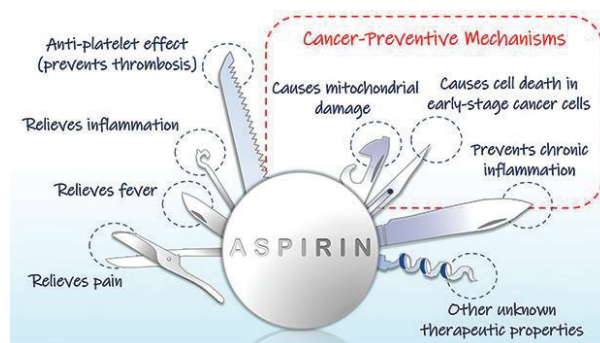 Cancer-Preventive Mechanisms
Anti-platelet effect
(prevents thrombosis)
Causes mitochondrial
damage
Causes cell death in
early-stage cancer cells
Relieves inflammation
Prevents chronic
inflammation
Relieves fever
ASPIRIN
Relieves pain
Other unknown
therapeutic properties